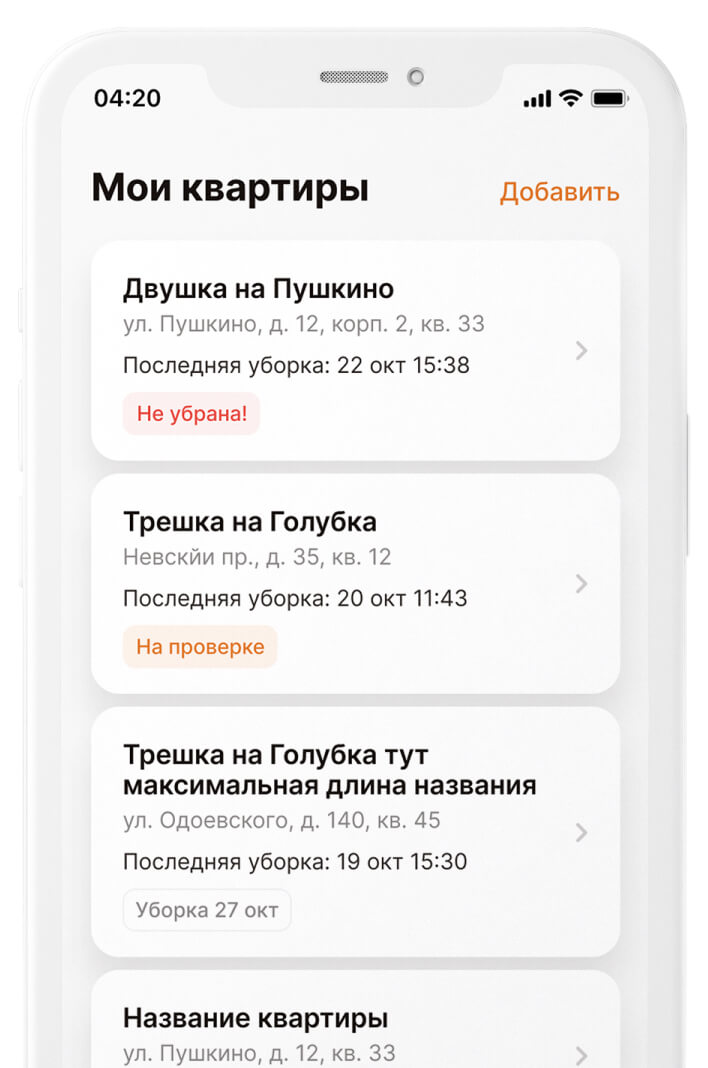 04:20
Мои квартиры
Добавить
Двушка на Пушкино
ул. Пушкино, д. 12, корп. 2, кв. 33
Последняя уборка: 22 окт 15:38
Не убрана!
Трешка на Голубка
Невскйи пр., д. 35, кв. 12
Последняя уборка: 20 окт 11:43
На проверке
Трешка на Голубка тут
максимальная длина названия
ул. Одоевского, д. 140, кв. 45
Последняя уборка: 19 окт 15:30
Уборка 27 окт
Название квартиры
ул. Пушкино, д. 12, кв. 33